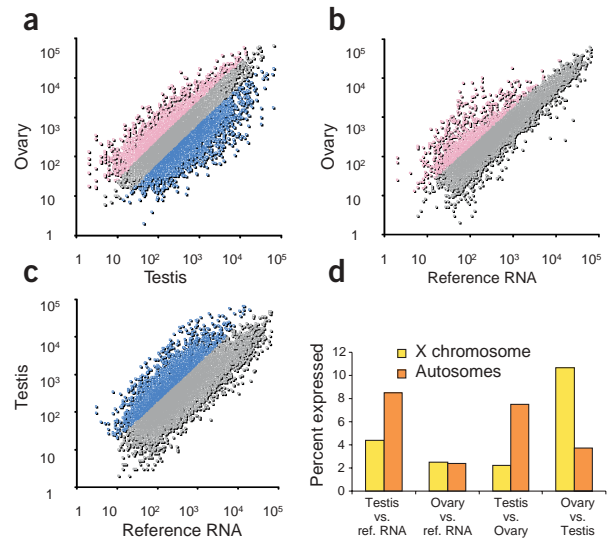 a
Ovary
10⁵
10⁴
10³
10²
10
1
1 10 10² 10³ 10⁴ 10⁵
Testis
b
Ovary
10⁵
10⁴
10³
10²
10
1
1 10 10² 10³ 10⁴ 10⁵
Reference RNA
c
Testis
10⁵
10⁴
10³
10²
10
1
1 10 10² 10³ 10⁴ 10⁵
Reference RNA
d
Percent expressed
12
10
8
6
4
2
0
X chromosome
Autosomes
Testis
vs.
ref. RNA
Ovary
vs.
ref. RNA
Testis
vs.
Ovary
Ovary
vs.
Testis